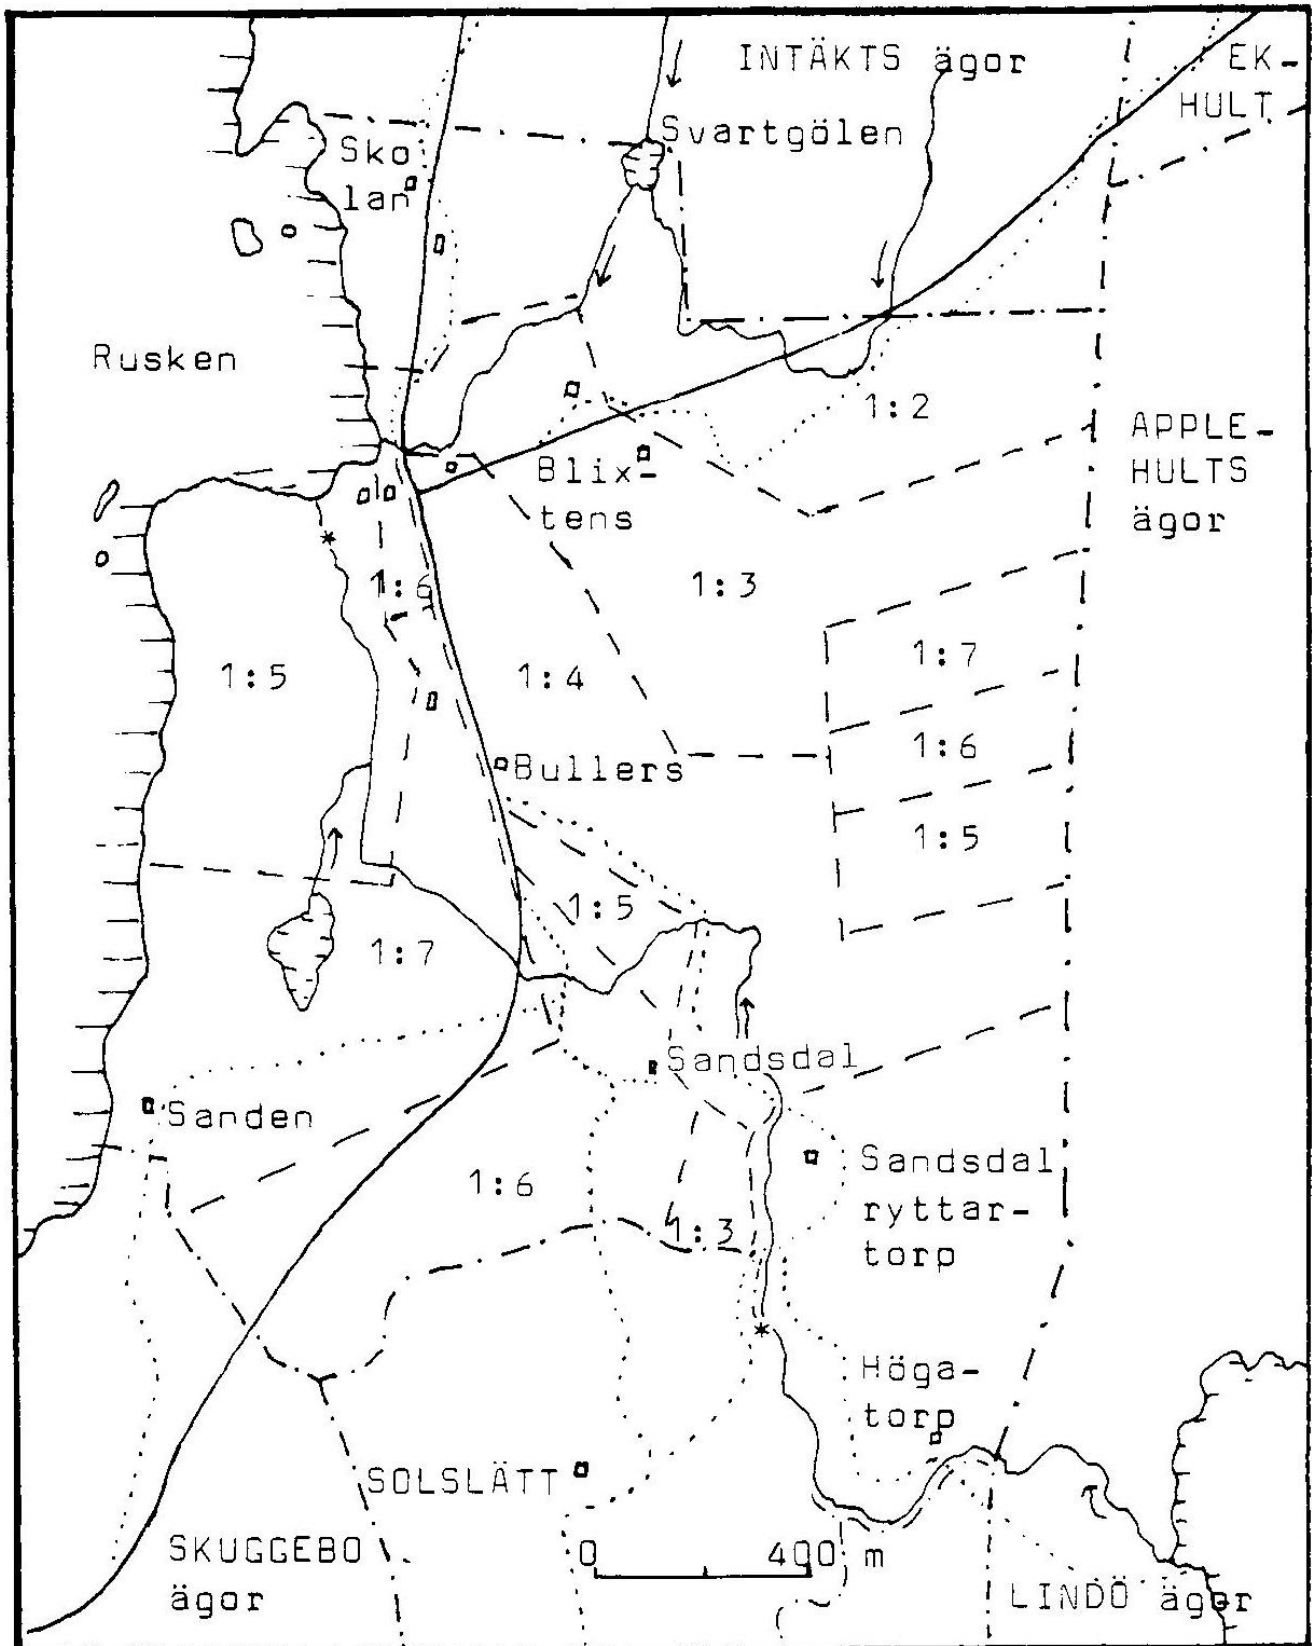 INTÄKTS ägor
EK-
HULT
Svartgölen
Sko
lan
Rusken
1:2
APPLE-
HULTS
ägor
Blix-
tens
1:6
1:3
1:7
1:5
1:4
1:6
Bullers
1:5
1:5
1:7
Sandsdal
Sanden
1:6
Sandsdal
ryttar-
torp
1:3
Höga-
torp
SOLSLÄTT
SKUGGEBO
ägor
0 400 m
LINDÖ ägor